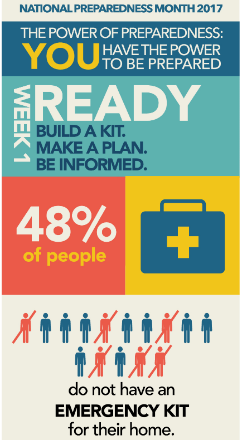 NATIONAL PREPAREDNESS MONTH 2017
THE POWER OF PREPAREDNESS:
YOU HAVE THE POWER
TO BE PREPARED
WEEK 1
READY
BUILD A KIT.
MAKE A PLAN.
BE INFORMED.
48%
of people
do not have an
EMERGENCY KIT
for their home.